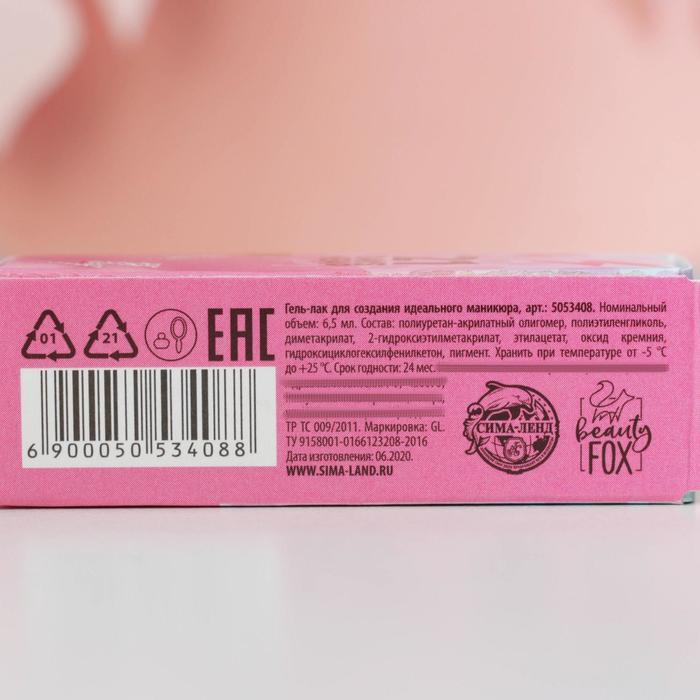 01
21
EAC
Гель-лак для создания идеального маникюра, арт.: 5053408. Номинальный
объем: 6,5 мл. Состав: полиуретан-акрилатный олигомер, полиэтиленгликоль,
диметакрилат, 2-гидроксиэтилметакрилат, этилацетат, оксид кремния,
гидроксициклогексилфенилкетон, пигмент. Хранить при температуре от -5 °С
до +25 °С. Срок годности: 24 мес.
ТР ТС 009/2011. Маркировка: GL.
ТУ 9158001-0166123208-2016
Дата изготовления: 06.2020.
WWW.SIMA-LAND.RU
6 900050 534088
СИМА-ЛЕНД
beauty
FOX